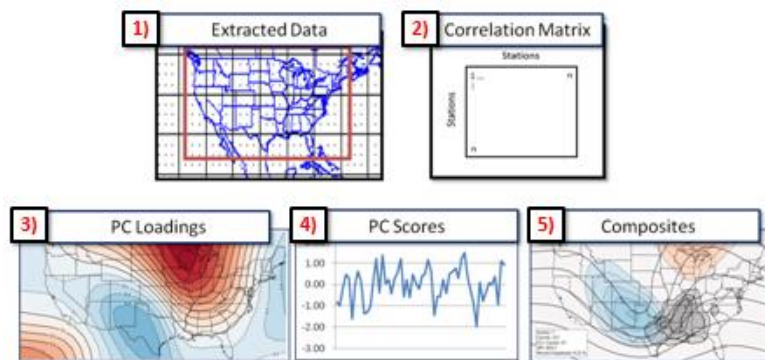 1) Extracted Data
2) Correlation Matrix
Stations
1 … n
Stations
n
3) PC Loadings
4) PC Scores
1.00
0.00
-1.00
-2.00
-3.00
5) Composites